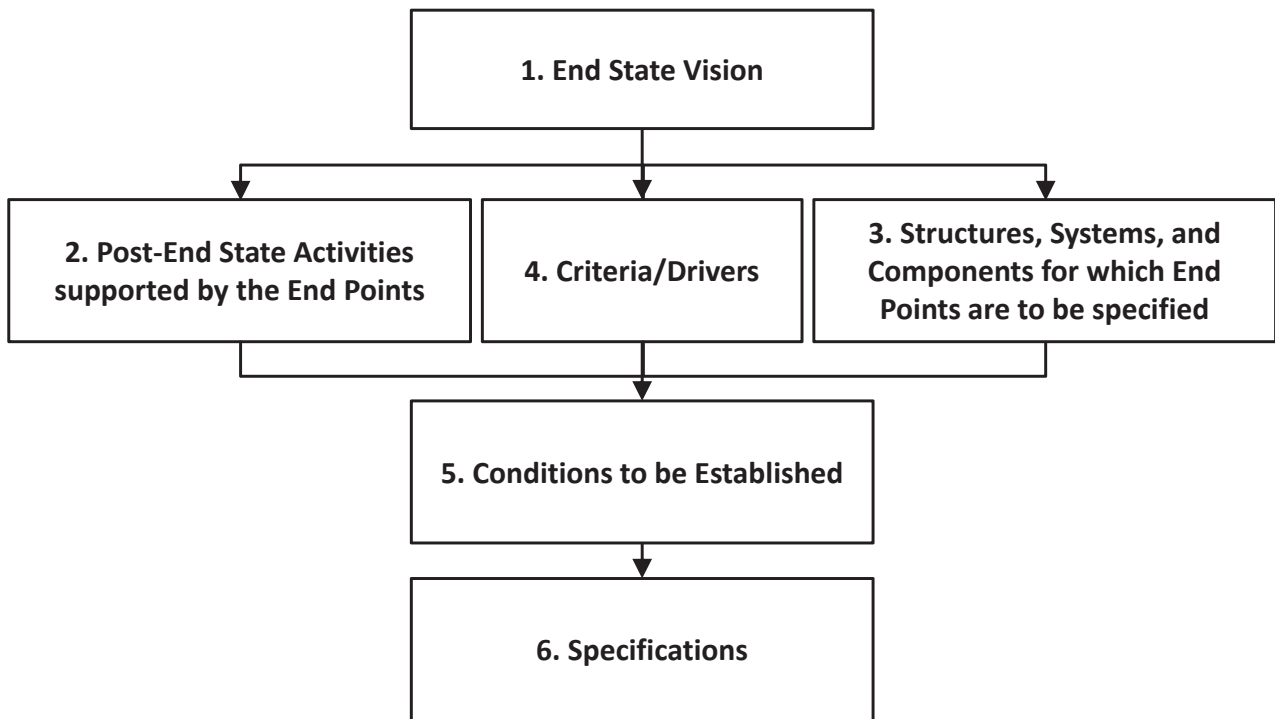 1. End State Vision
2. Post-End State Activities
supported by the End Points
4. Criteria/Drivers
3. Structures, Systems, and
Components for which End
Points are to be specified
5. Conditions to be Established
6. Specifications